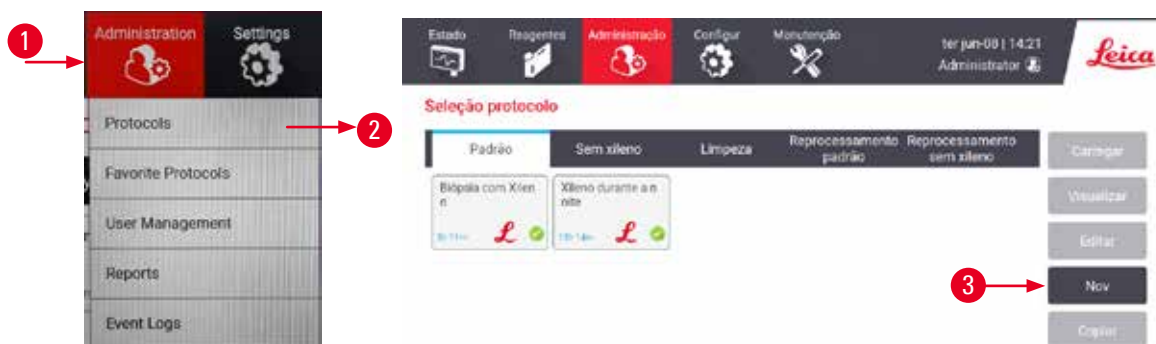 1
Administration Settings
Protocols
2
Favorite Protocols
User Management
Reports
Event Logs
Estado Reagentes Administração Configur Manutenção
ter jun-08 | 14:21
Administrator
Leica
Seleção protocolo
Padrão Sem xileno Limpeza Reprocessamento padrão Reprocessamento sem xileno
Biópsia com Xilen
n
Xileno durante a n
oite
L L
Carregar
Visualizar
Editar
3
Nov
Copiar